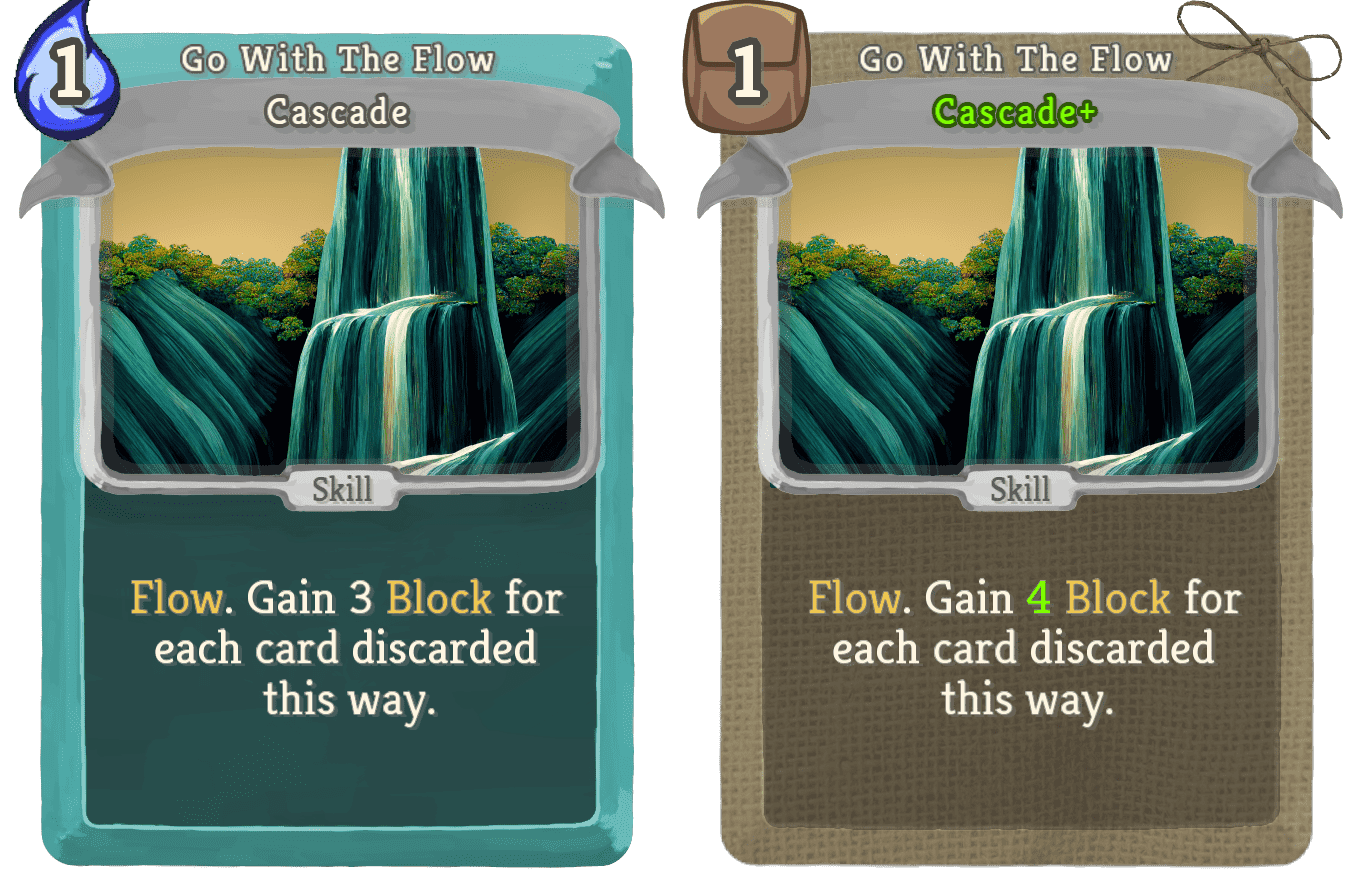 1
Go With The Flow
Cascade
Skill
Flow. Gain 3 Block for
each card discarded
this way.
1
Go With The Flow
Cascade+
Skill
Flow. Gain 4 Block for
each card discarded
this way.